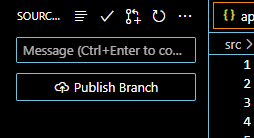 SOURC...
{} ap
Message (Ctrl+Enter to co...
src >
Publish Branch
1
2
3
4
5